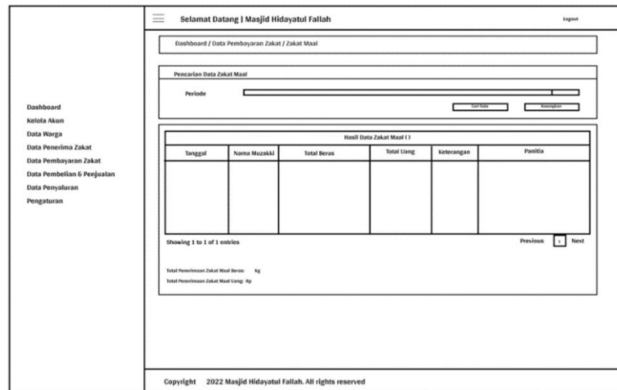 Selamat Datang | Masjid Hidayatul Fallah
Logout
Dashboard / Data Pembayaran Zakat / Zakat Maal
Pencarian Data Zakat Maal
Periode
Cari Data
Kosongkan
Dashboard
Kelola Akun
Data Warga
Data Penerima Zakat
Data Pembayaran Zakat
Data Pembelian & Penjualan
Data Penyaluran
Pengaturan
Hasil Data Zakat Maal ( )
Tanggal Nama Muzakki Total Beras Total Uang Keterangan Panitia
Showing 1 to 1 of 1 entries
Previous 1 Next
Total Penerimaan Zakat Maal Beras: Kg
Total Penerimaan Zakat Maal Uang: Rp
Copyright 2022 Masjid Hidayatul Fallah. All rights reserved